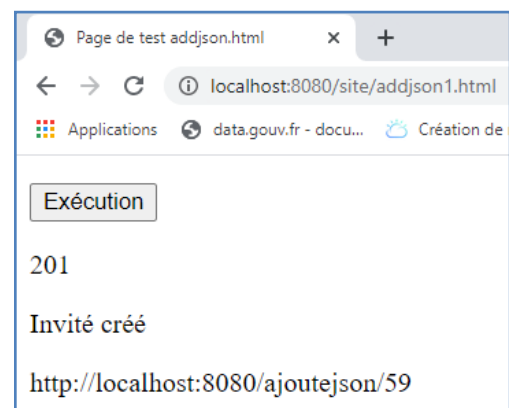 Page de test addjson.html
localhost:8080/site/addjson1.html
Applications data.gouv.fr - docu... Création de
Exécution
201
Invité créé
http://localhost:8080/ajoutejson/59